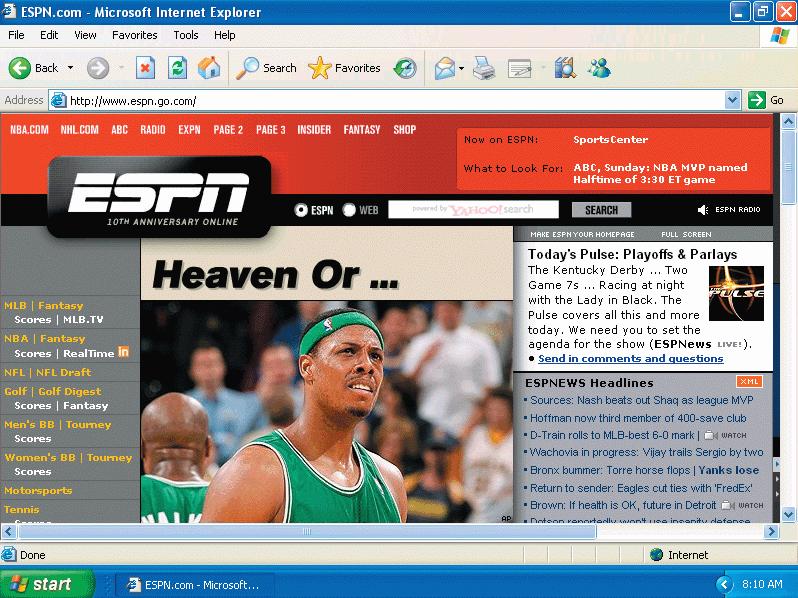 ESPN.com - Microsoft Internet Explorer
File Edit View Favorites Tools Help
Back Search Favorites
Address http://www.espn.go.com/ Go
NBA.COM NHL.COM ABC RADIO EXPN PAGE 2 PAGE 3 INSIDER FANTASY SHOP
Now on ESPN: SportsCenter
What to Look For: ABC, Sunday: NBA MVP named
Halftime of 3:30 ET game
ESPN
10TH ANNIVERSARY ONLINE
ESPN WEB powered by YAHOO! search SEARCH ESPN RADIO
MAKE ESPN YOUR HOMEPAGE FULL SCREEN
Heaven Or ...
MLB | Fantasy
Scores | MLB.TV
NBA | Fantasy
Scores | RealTime in
NFL | NFL Draft
Golf | Golf Digest
Scores | Fantasy
Men's BB | Tourney
Scores
Women's BB | Tourney
Scores
Motorsports
Tennis
Scores
AP
Today's Pulse: Playoffs & Parlays
The Kentucky Derby ... Two
Game 7s ... Racing at night
with the Lady in Black. The
Pulse covers all this and more
today. We need you to set the
agenda for the show (ESPNews LIVE!).
• Send in comments and questions
THE PULSE
ESPNEWS Headlines XML
• Sources: Nash beats out Shaq as league MVP
• Hoffman now third member of 400-save club
• D-Train rolls to MLB-best 6-0 mark | WATCH
• Wachovia in progress: Vijay trails Sergio by two
• Bronx bummer: Torre horse flops | Yanks lose
• Return to sender: Eagles cut ties with 'FredEx'
• Brown: If health is OK, future in Detroit WATCH
• Dotson reportedly won't use insanity defense
Done Internet
start ESPN.com - Microsoft... 8:10 AM